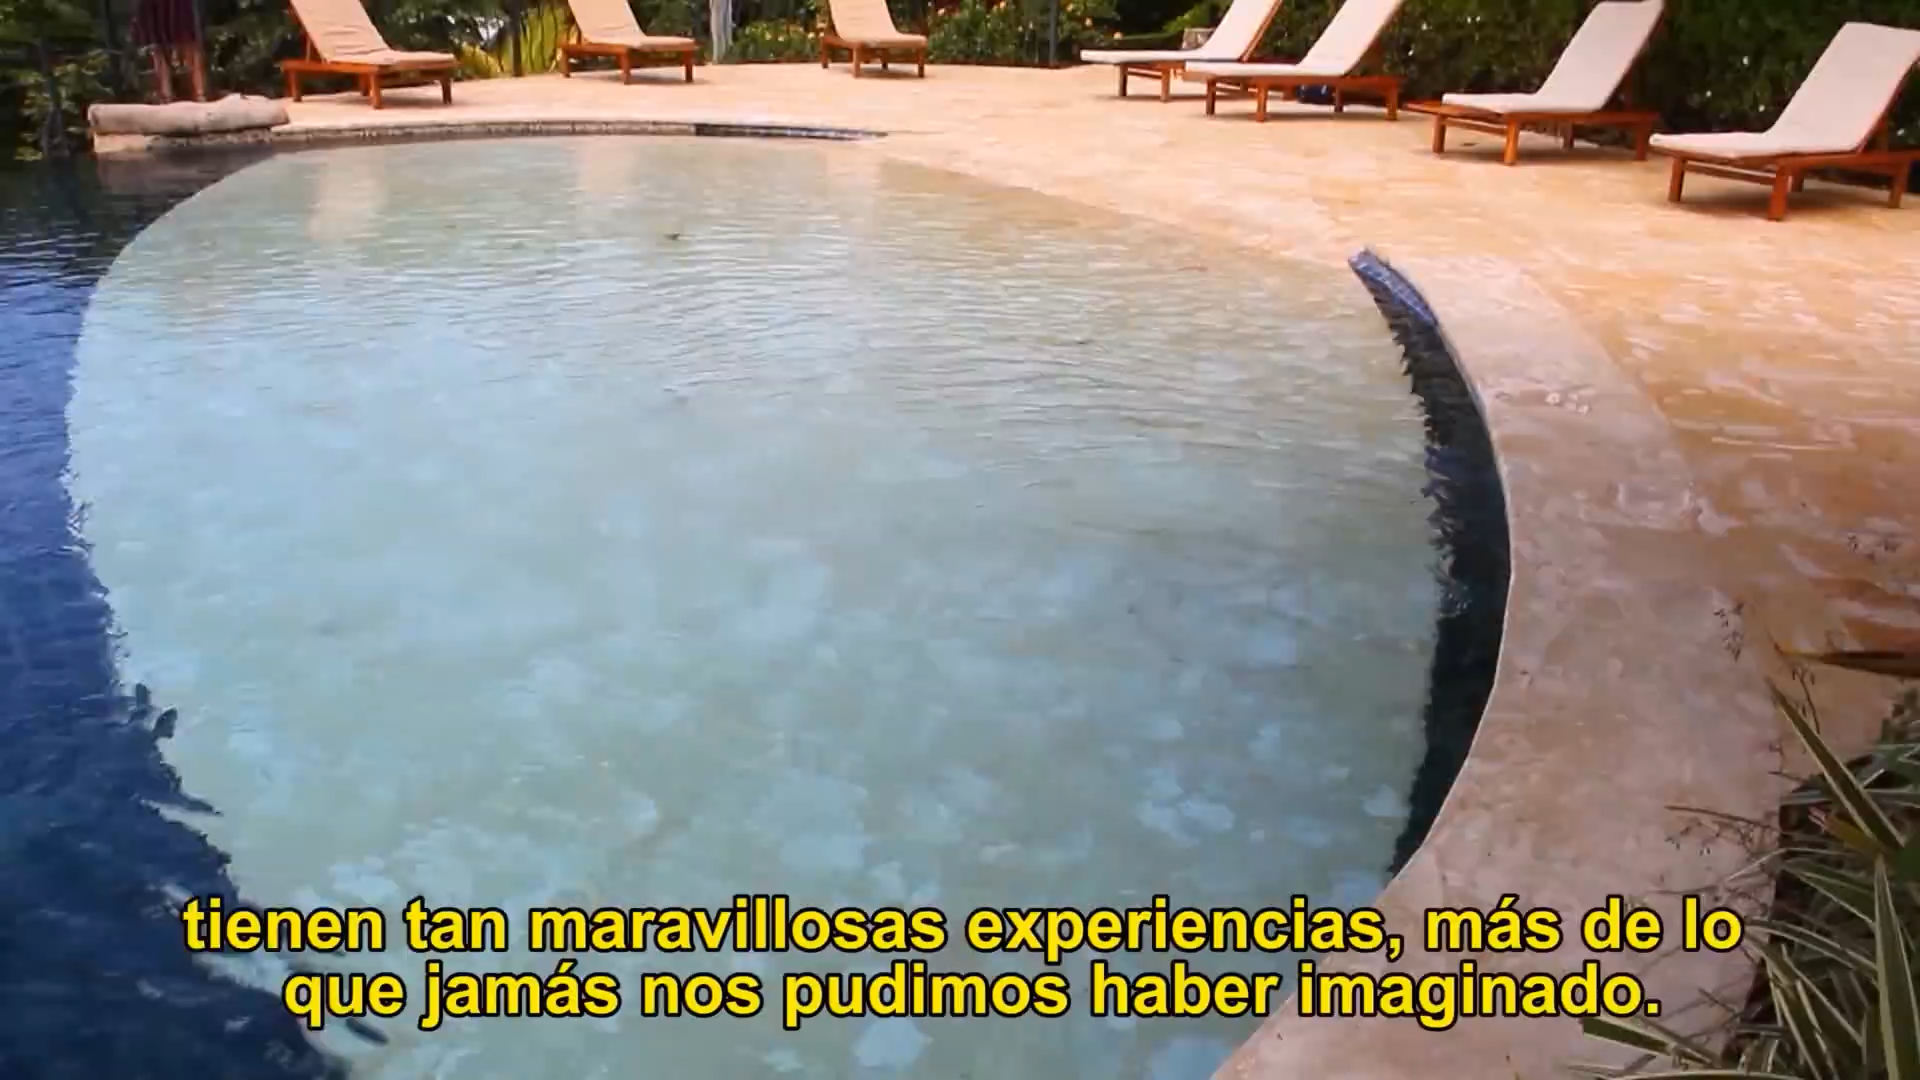 tienen tan maravillosas experiencias, más de lo
que jamás nos pudimos haber imaginado.